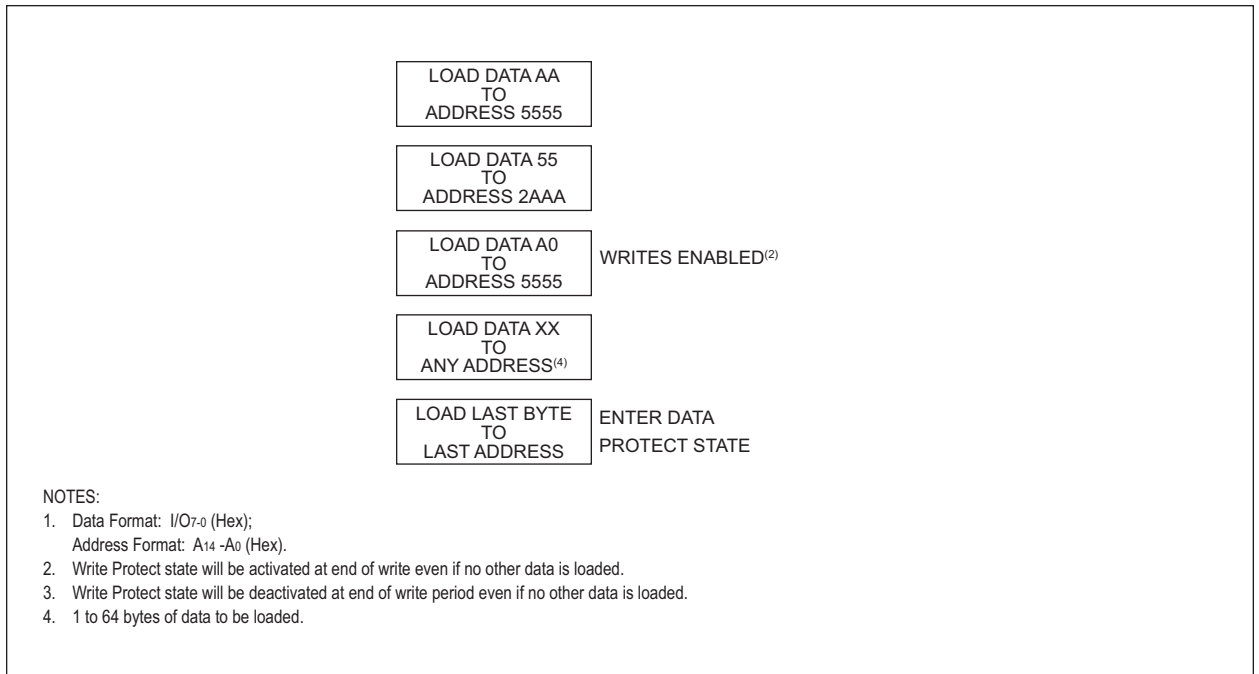 LOAD DATA AA
TO
ADDRESS 5555
LOAD DATA 55
TO
ADDRESS 2AAA
LOAD DATA A0
TO
ADDRESS 5555
WRITES ENABLED(2)
LOAD DATA XX
TO
ANY ADDRESS(4)
LOAD LAST BYTE
TO
LAST ADDRESS
ENTER DATA
PROTECT STATE
NOTES:
1. Data Format: I/O7-0 (Hex);
Address Format: A14 -A0 (Hex).
2. Write Protect state will be activated at end of write even if no other data is loaded.
3. Write Protect state will be deactivated at end of write period even if no other data is loaded.
4. 1 to 64 bytes of data to be loaded.